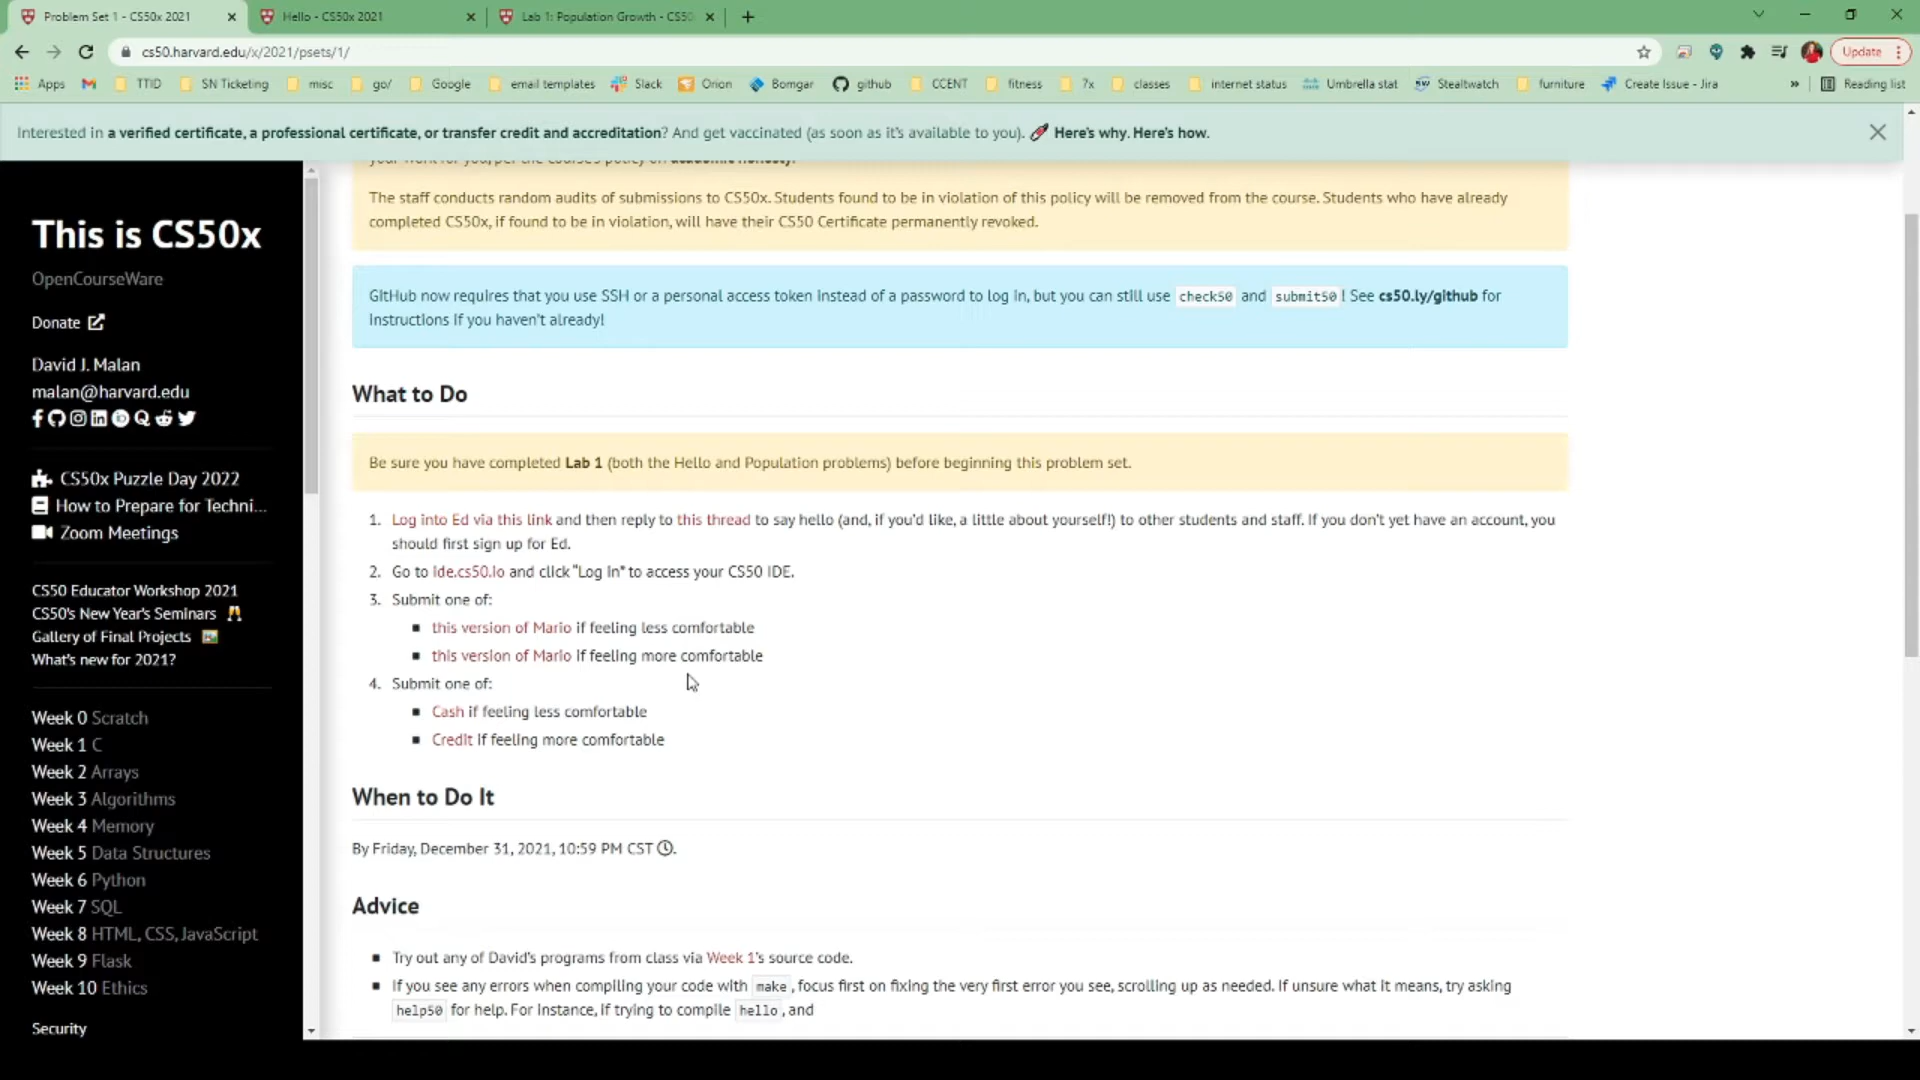 Problem Set 1 - CS50x 2021
Hello - CS50x 2021
Lab 1: Population Growth - CS50
cs50.harvard.edu/x/2021/psets/1/
Update
Apps
TTID
SN Ticketing
misc
go/
Google
email templates
Slack
Orion
Bomgar
github
CCENT
fitness
7x
classes
internet status
Umbrella stat
Stealtwatch
furniture
Create Issue - Jira
»
Reading list
Interested in a verified certificate, a professional certificate, or transfer credit and accreditation? And get vaccinated (as soon as it's available to you). Here's why. Here's how.
This is CS50x
OpenCourseWare
Donate
David J. Malan
malan@harvard.edu
CS50x Puzzle Day 2022
How to Prepare for Techni...
Zoom Meetings
CS50 Educator Workshop 2021
CS50's New Year's Seminars
Gallery of Final Projects
What's new for 2021?
Week 0 Scratch
Week 1 C
Week 2 Arrays
Week 3 Algorithms
Week 4 Memory
Week 5 Data Structures
Week 6 Python
Week 7 SQL
Week 8 HTML, CSS, JavaScript
Week 9 Flask
Week 10 Ethics
Security
your work for you, per the course's policy on academic honesty.
The staff conducts random audits of submissions to CS50x. Students found to be in violation of this policy will be removed from the course. Students who have already
completed CS50x, if found to be in violation, will have their CS50 Certificate permanently revoked.
GitHub now requires that you use SSH or a personal access token instead of a password to log in, but you can still use check50 and submit50 ! See cs50.ly/github for
instructions if you haven't already!
What to Do
Be sure you have completed Lab 1 (both the Hello and Population problems) before beginning this problem set.
1. Log into Ed via this link and then reply to this thread to say hello (and, if you'd like, a little about yourself!) to other students and staff. If you don't yet have an account, you
should first sign up for Ed.
2. Go to ide.cs50.io and click "Log In" to access your CS50 IDE.
3. Submit one of:
this version of Mario if feeling less comfortable
this version of Mario if feeling more comfortable
4. Submit one of:
Cash if feeling less comfortable
Credit if feeling more comfortable
When to Do It
By Friday, December 31, 2021, 10:59 PM CST.
Advice
Try out any of David's programs from class via Week 1's source code.
If you see any errors when compiling your code with make , focus first on fixing the very first error you see, scrolling up as needed. If unsure what it means, try asking
help50 for help. For instance, if trying to compile hello , and